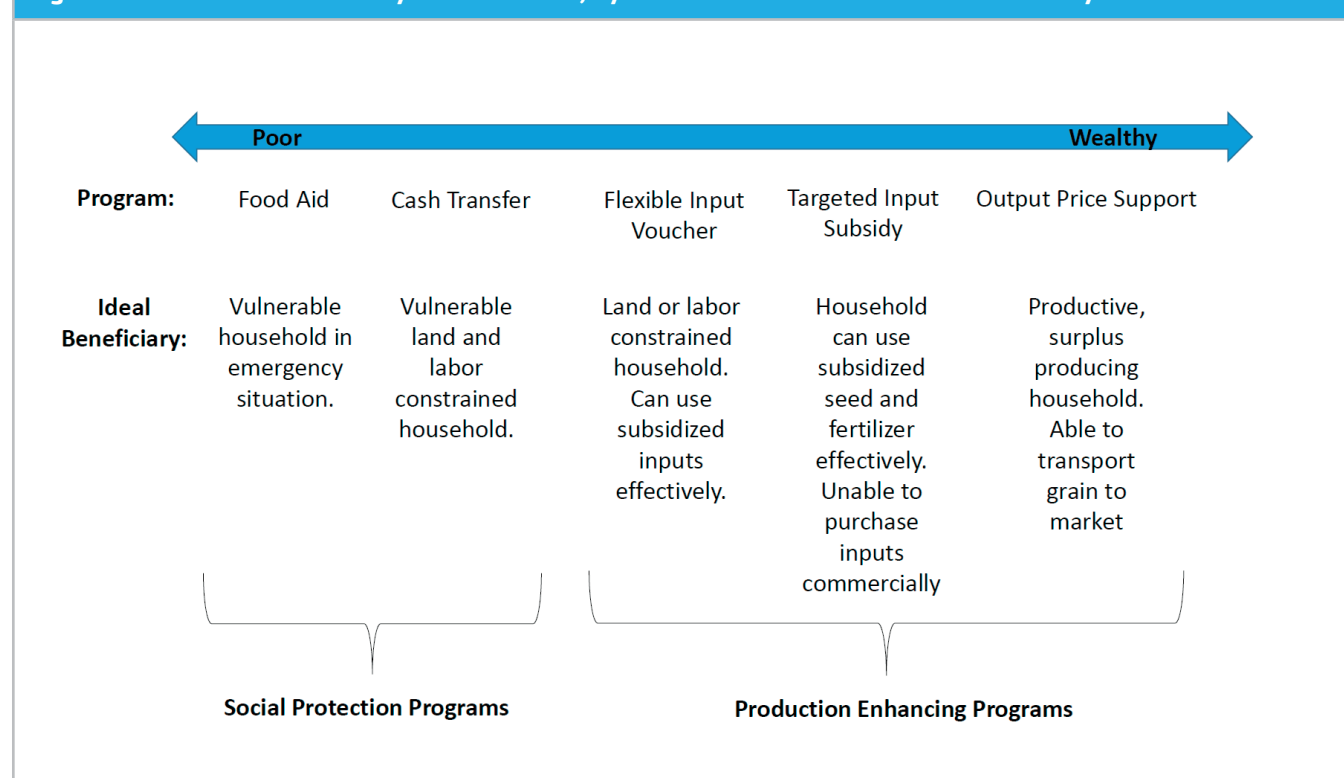 Poor Wealthy
Program: Food Aid Cash Transfer Flexible Input Voucher Targeted Input Subsidy Output Price Support
Ideal Beneficiary:
Vulnerable
household in
emergency
situation.
Vulnerable
land and
labor
constrained
household.
Land or labor
constrained
household.
Can use
subsidized
inputs
effectively.
Household
can use
subsidized
seed and
fertilizer
effectively.
Unable to
purchase
inputs
commercially
Productive,
surplus
producing
household.
Able to
transport
grain to
market
Social Protection Programs
Production Enhancing Programs